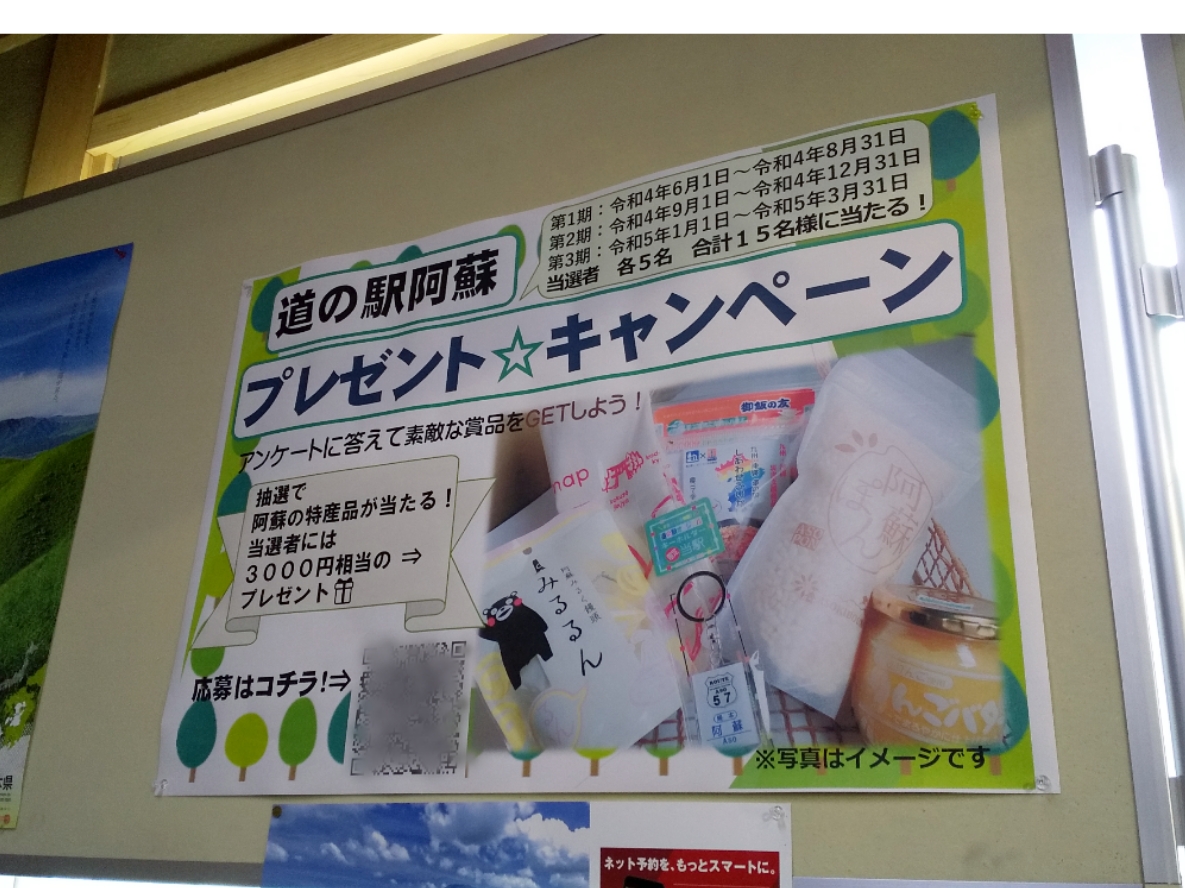 第1期：令和4年6月1日～令和4年8月31日
第2期：令和4年9月1日～令和4年12月31日
第3期：令和5年1月1日～令和5年3月31日
当選者　各5名　合計１５名様に当たる！
道の駅阿蘇
プレゼント☆キャンペーン
アンケートに答えて素敵な賞品をGETしよう！
抽選で
阿蘇の特産品が当たる！
当選者には
３０００円相当の ⇒
プレゼント
応募はコチラ!⇒
御飯の友
阿蘇
みるるん
ROUTE
57
阿蘇
ASO
※写真はイメージです
ネット予約を、もっとスマートに。